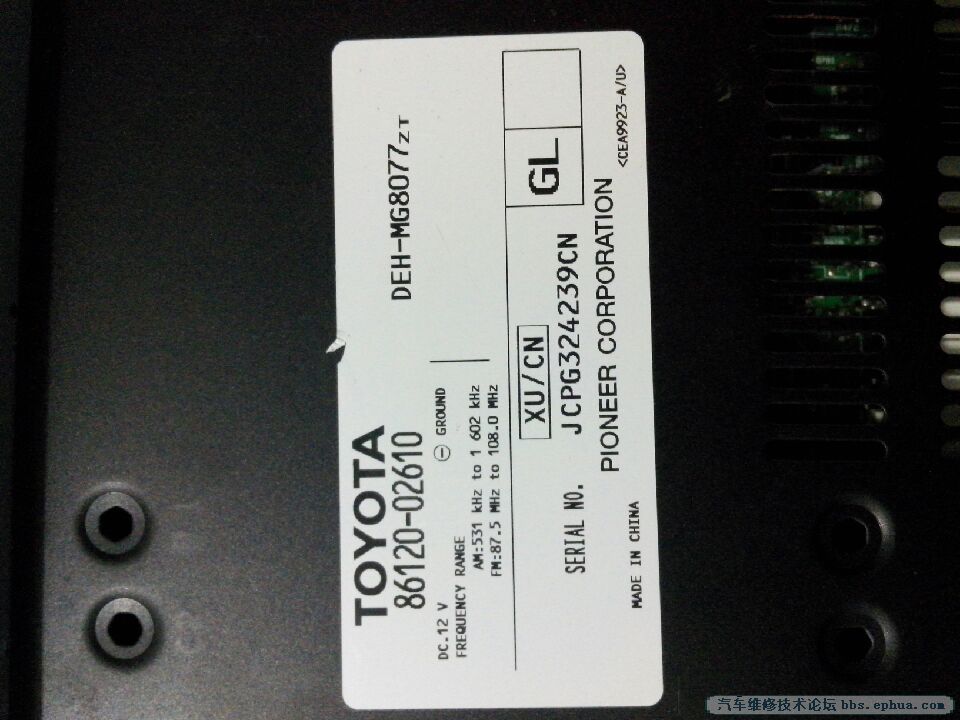 TOYOTA
86120-02610
DEH-MG8077ZT
DC.12 V
⊖ GROUND
FREQUENCY RANGE
AM:531 kHz to 1 602 kHz
FM:87.5 MHz to 108.0 MHz
XU/CN
GL
SERIAL NO. JCPG324239CN
PIONEER CORPORATION
MADE IN CHINA
<CEA9923-A/U>
汽车维修技术论坛 bbs.ephua.com